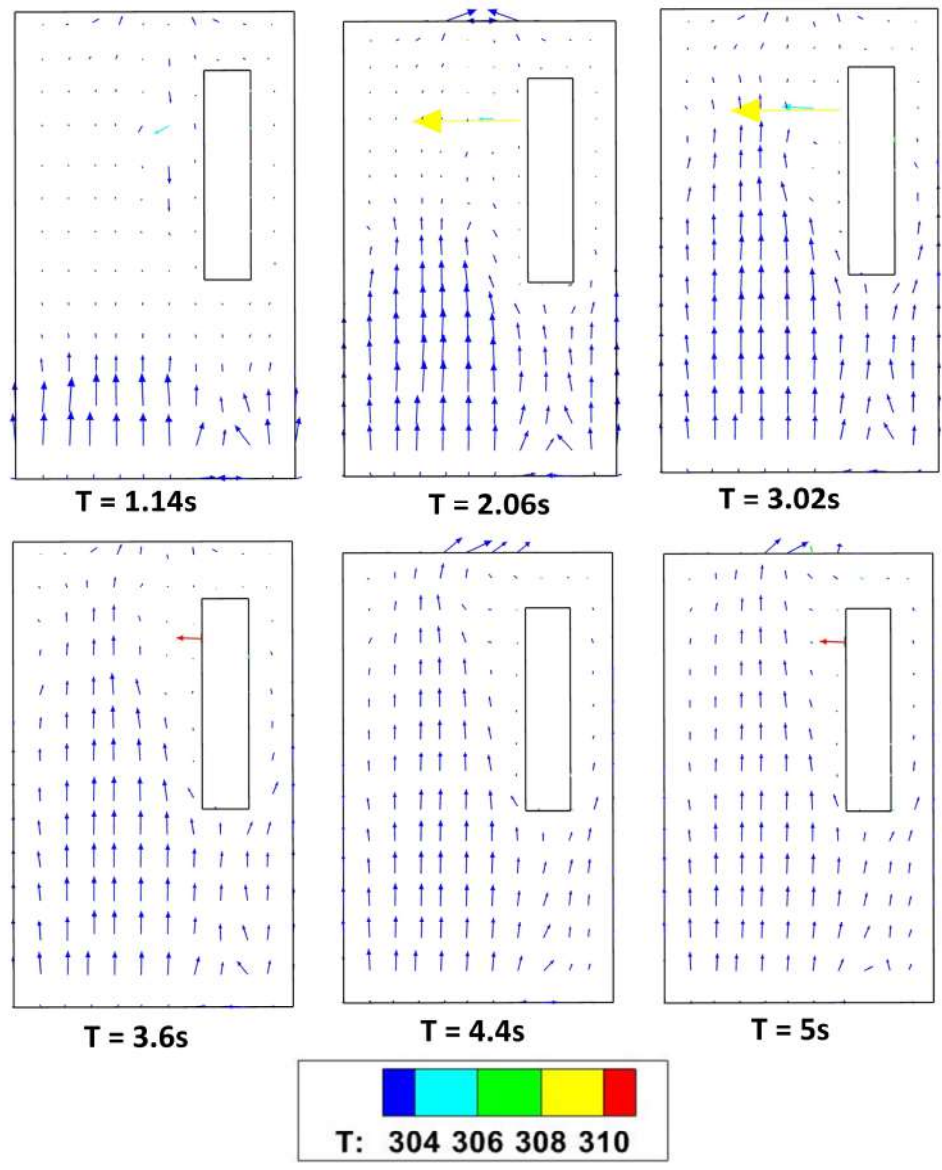 T = 1.14s
T = 2.06s
T = 3.02s
T = 3.6s
T = 4.4s
T = 5s
T: 304 306 308 310